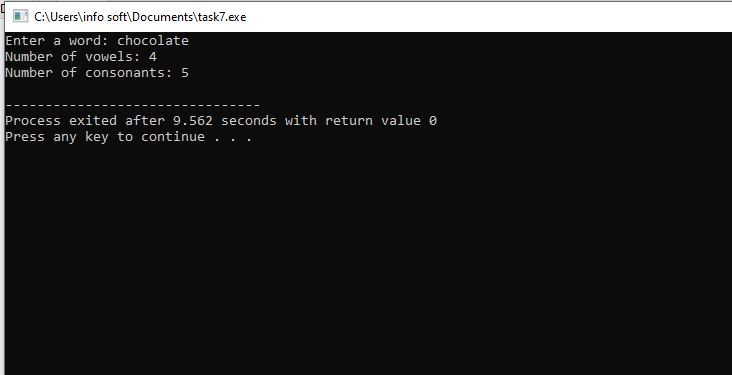 C:\Users\info soft\Documents\task7.exe
Enter a word: chocolate
Number of vowels: 4
Number of consonants: 5
--------------------------------
Process exited after 9.562 seconds with return value 0
Press any key to continue . . .